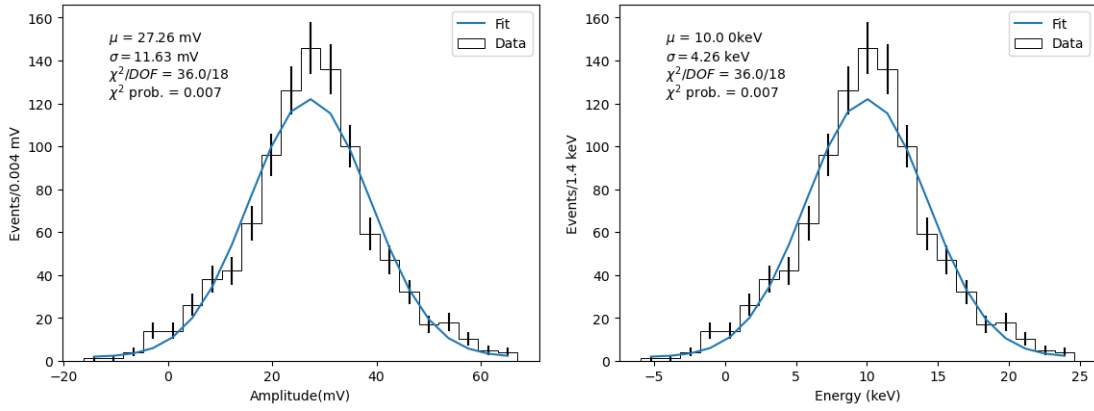 160
140
120
100
80
60
40
20
0
Events/0.004 mV
μ = 27.26 mV
σ = 11.63 mV
χ²/DOF = 36.0/18
χ² prob. = 0.007
Fit
Data
−20 0 20 40 60
Amplitude(mV)
160
140
120
100
80
60
40
20
0
Events/1.4 keV
μ = 10.0 0keV
σ = 4.26 keV
χ²/DOF = 36.0/18
χ² prob. = 0.007
Fit
Data
−5 0 5 10 15 20 25
Energy (keV)